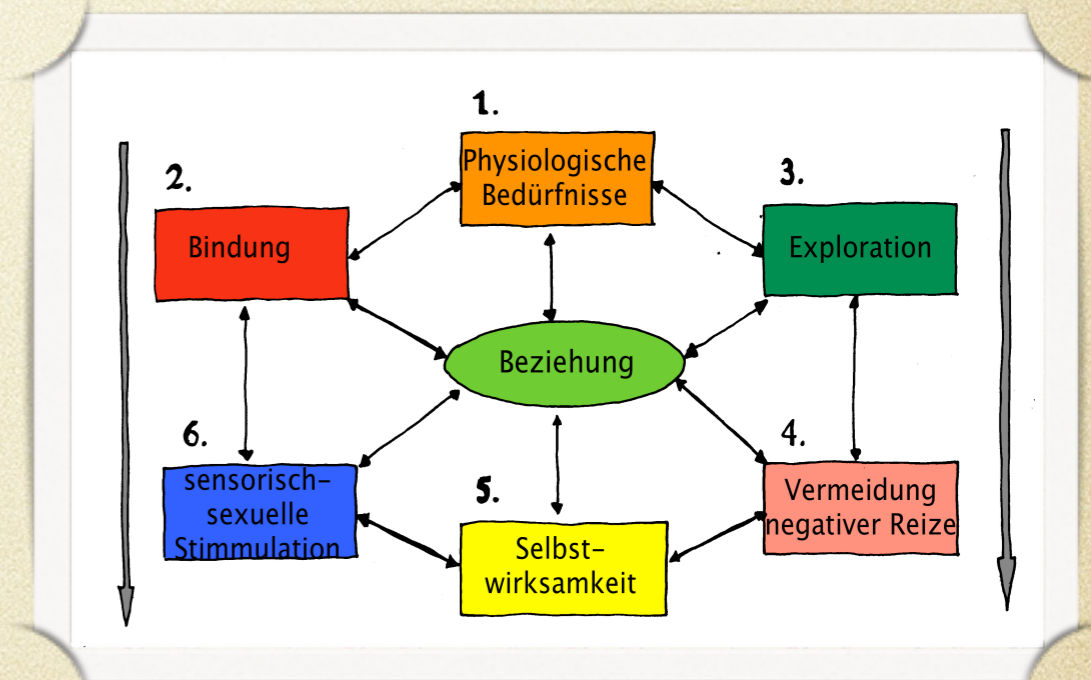 1.
Physiologische
Bedürfnisse
2.
Bindung
3.
Exploration
Beziehung
4.
Vermeidung
negativer Reize
5.
Selbst-
wirksamkeit
6.
sensorisch-
sexuelle
Stimmulation